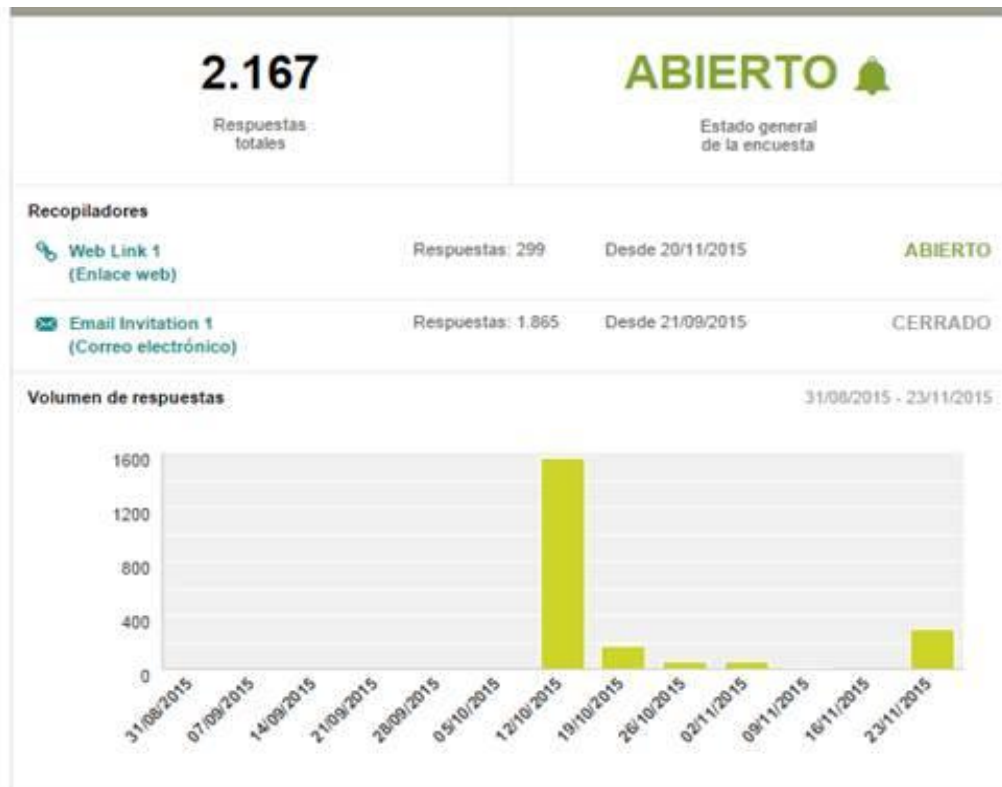 2.167
Respuestas
totales
ABIERTO
Estado general
de la encuesta
Recopiladores
Web Link 1
(Enlace web)
Respuestas: 299
Desde 20/11/2015
ABIERTO
Email Invitation 1
(Correo electrónico)
Respuestas: 1.865
Desde 21/09/2015
CERRADO
Volumen de respuestas
31/08/2015 - 23/11/2015
1600
1200
800
400
0
31/08/2015
07/09/2015
14/09/2015
21/09/2015
28/09/2015
05/10/2015
12/10/2015
19/10/2015
26/10/2015
02/11/2015
09/11/2015
16/11/2015
23/11/2015